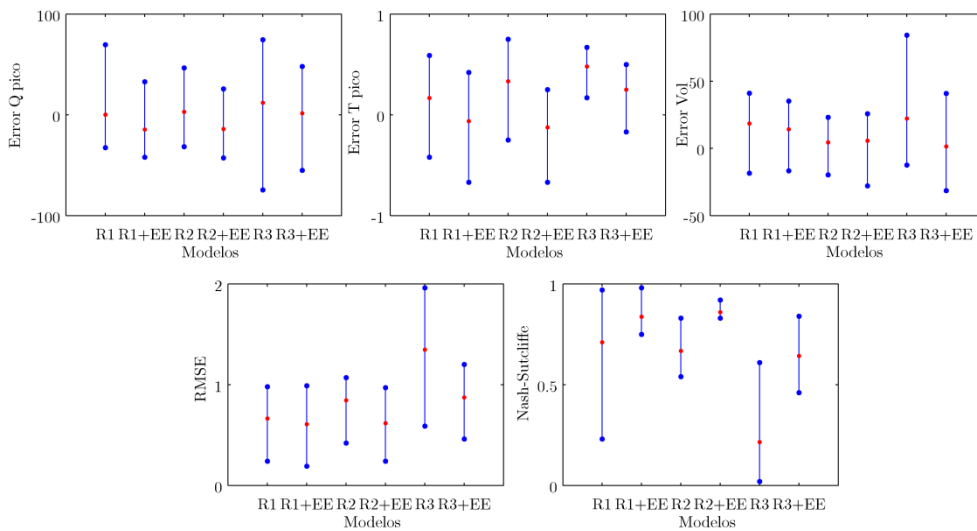 100
0
-100
Error Q pico
R1 R1+EE R2 R2+EE R3 R3+EE
Modelos
1
0
-1
Error T pico
R1 R1+EE R2 R2+EE R3 R3+EE
Modelos
100
50
0
-50
Error Vol
R1 R1+EE R2 R2+EE R3 R3+EE
Modelos
2
1
0
RMSE
R1 R1+EE R2 R2+EE R3 R3+EE
Modelos
1
0.5
0
Nash-Sutcliffe
R1 R1+EE R2 R2+EE R3 R3+EE
Modelos